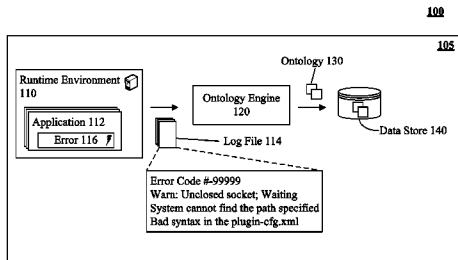 100
105
Ontology 130
Runtime Environment
110
Application 112
Error 116
Ontology Engine
120
Data Store 140
Log File 114
Error Code #-99999
Warn: Unclosed socket; Waiting
System cannot find the path specified
Bad syntax in the plugin-cfg.xml